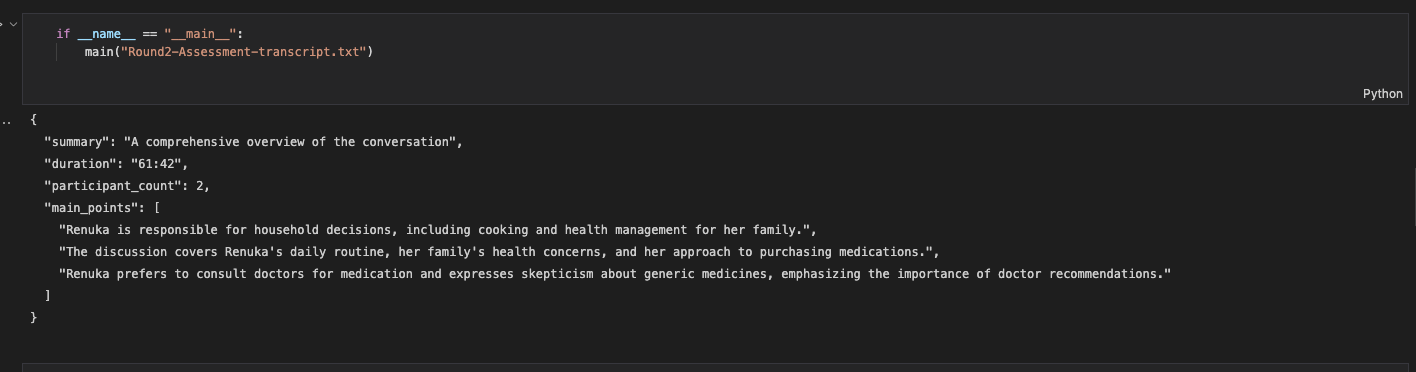 if __name__ == "__main__":
main("Round2-Assessment-transcript.txt")
Python
{
"summary": "A comprehensive overview of the conversation",
"duration": "61:42",
"participant_count": 2,
"main_points": [
"Renuka is responsible for household decisions, including cooking and health management for her family.",
"The discussion covers Renuka's daily routine, her family's health concerns, and her approach to purchasing medications.",
"Renuka prefers to consult doctors for medication and expresses skepticism about generic medicines, emphasizing the importance of doctor recommendations."
]
}